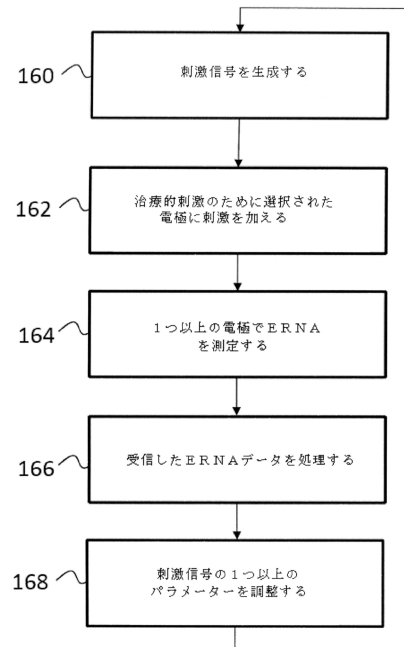 160
刺激信号を生成する
162
治療的刺激のために選択された
電極に刺激を加える
164
1つ以上の電極でERNA
を測定する
166
受信したERNAデータを処理する
168
刺激信号の1つ以上の
パラメーターを調整する